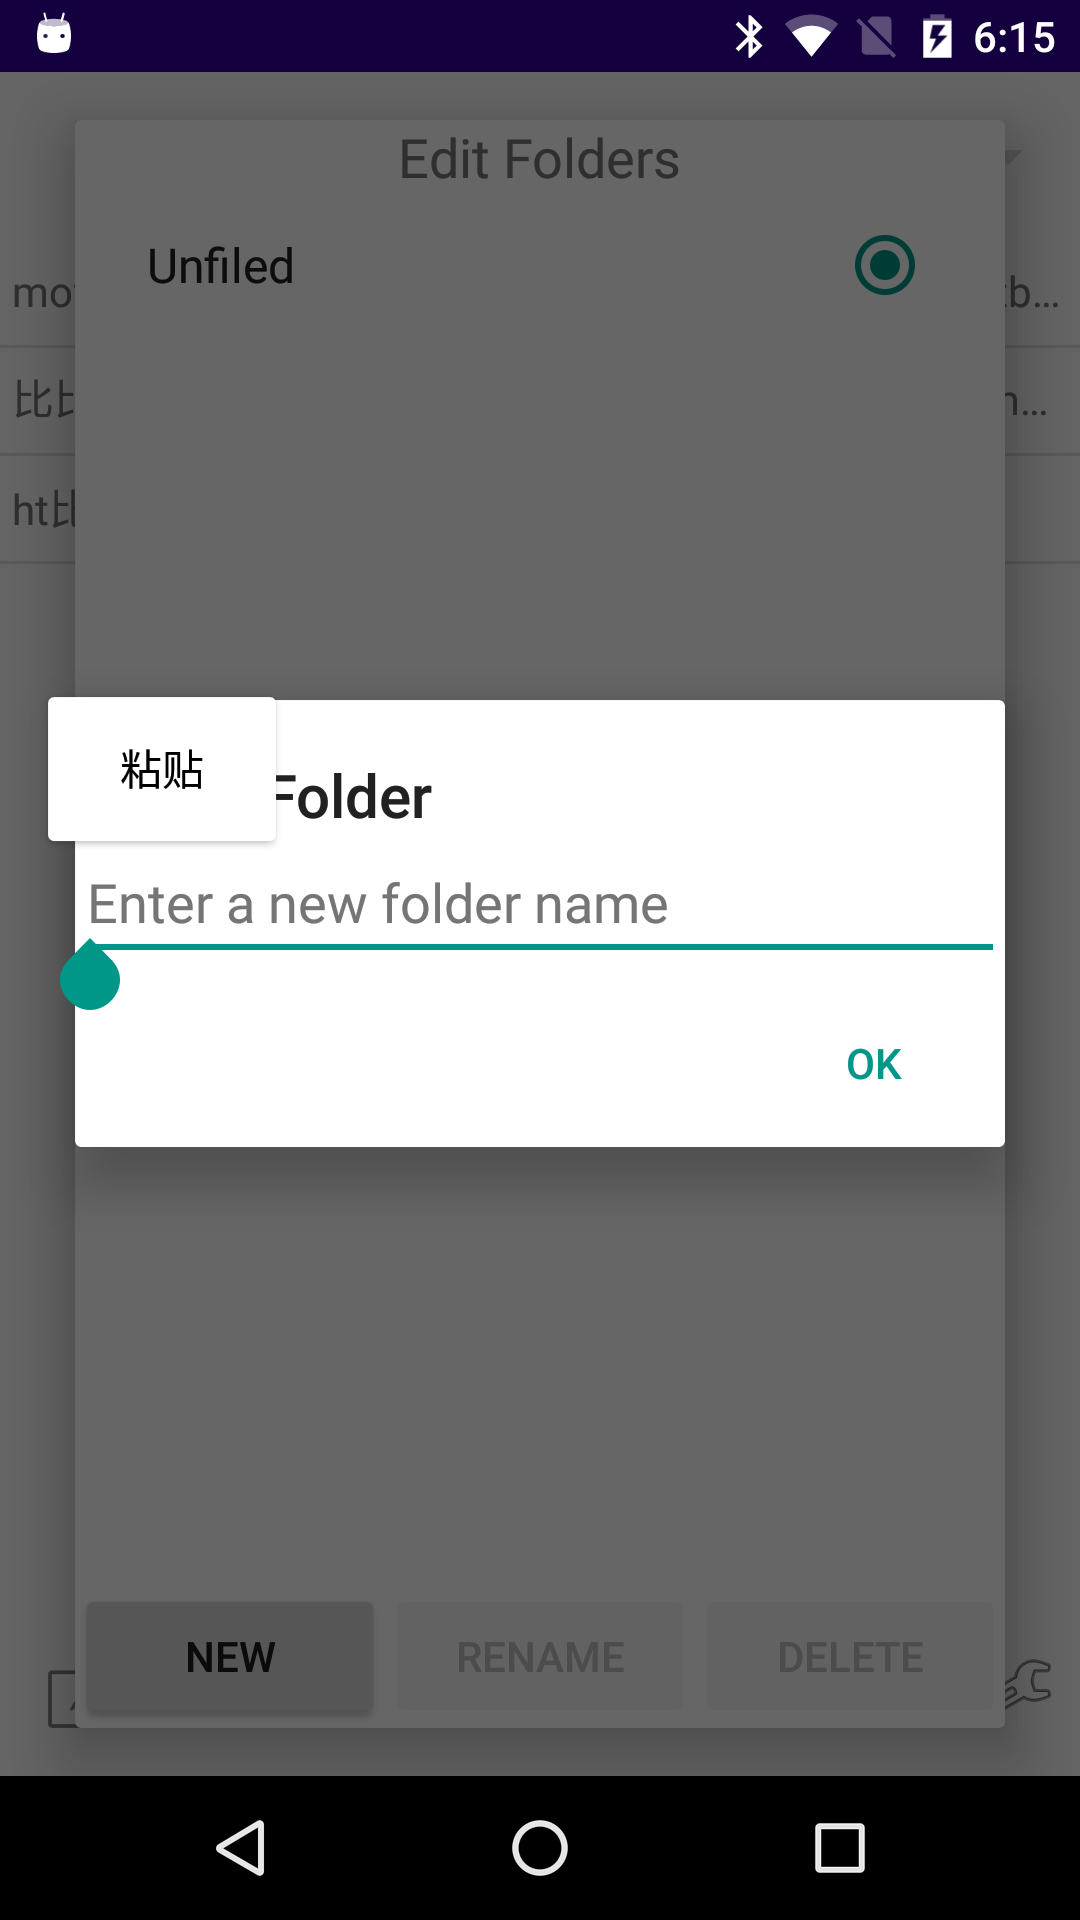 6:15
Edit Folders
Unfiled
粘贴
Folder
Enter a new folder name
OK
NEW
RENAME
DELETE